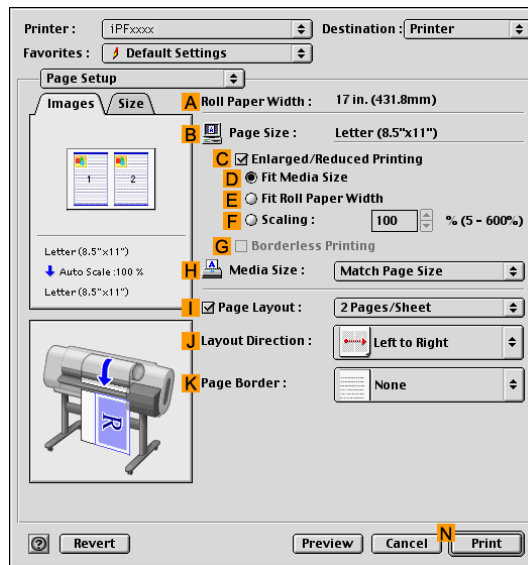 Printer : iPFxxxx Destination : Printer
Favorites : Default Settings
Page Setup
Images Size
A Roll Paper Width : 17 in. (431.8mm)
B Page Size : Letter (8.5"x11")
C Enlarged/Reduced Printing
D Fit Media Size
E Fit Roll Paper Width
F Scaling : 100 % (5 - 600%)
G Borderless Printing
H Media Size : Match Page Size
I Page Layout : 2 Pages/Sheet
J Layout Direction : Left to Right
K Page Border : None
1 2
Letter (8.5"x11")
Auto Scale :100 %
Letter (8.5"x11")
R
? Revert Preview Cancel N Print